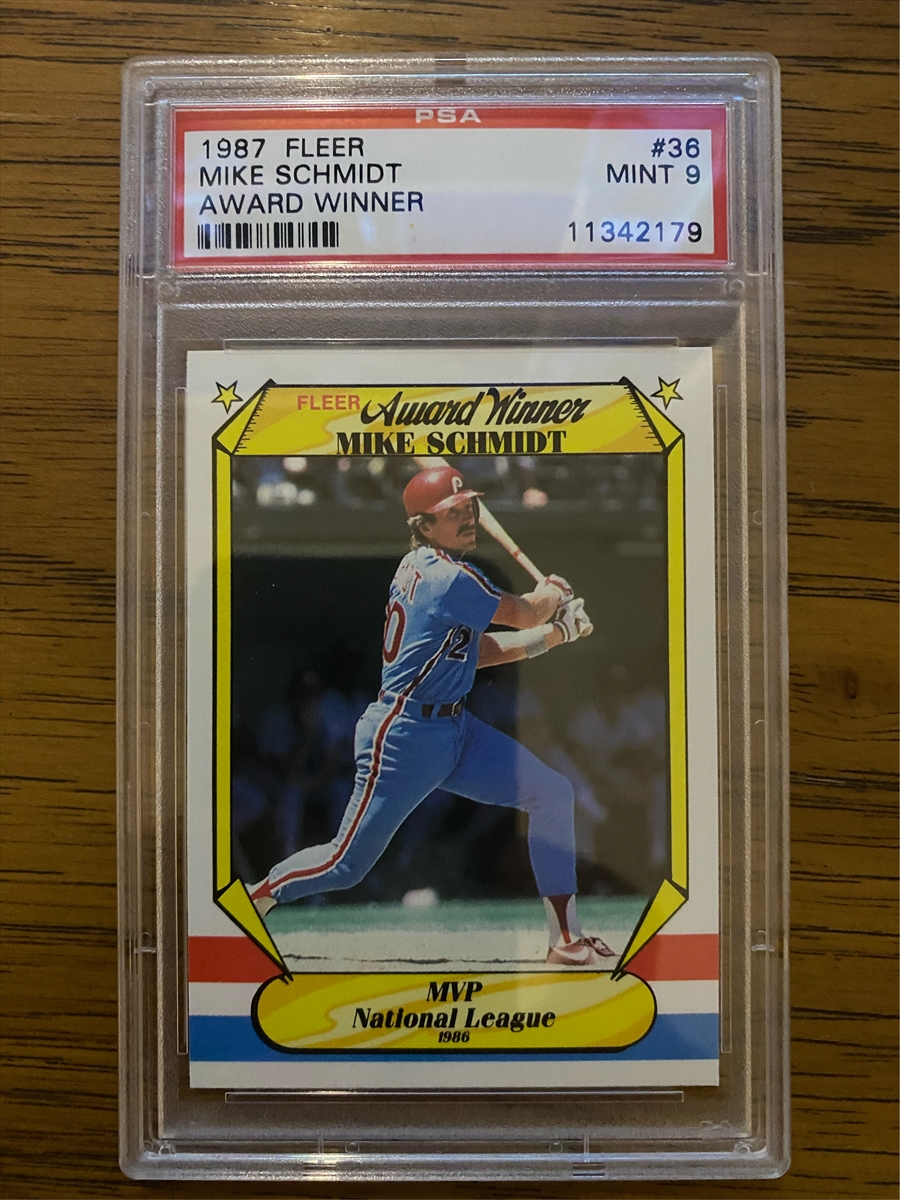 PSA
1987 FLEER #36
MIKE SCHMIDT MINT 9
AWARD WINNER
11342179
FLEER Award Winner
MIKE SCHMIDT
P
2
MVP
National League
1986